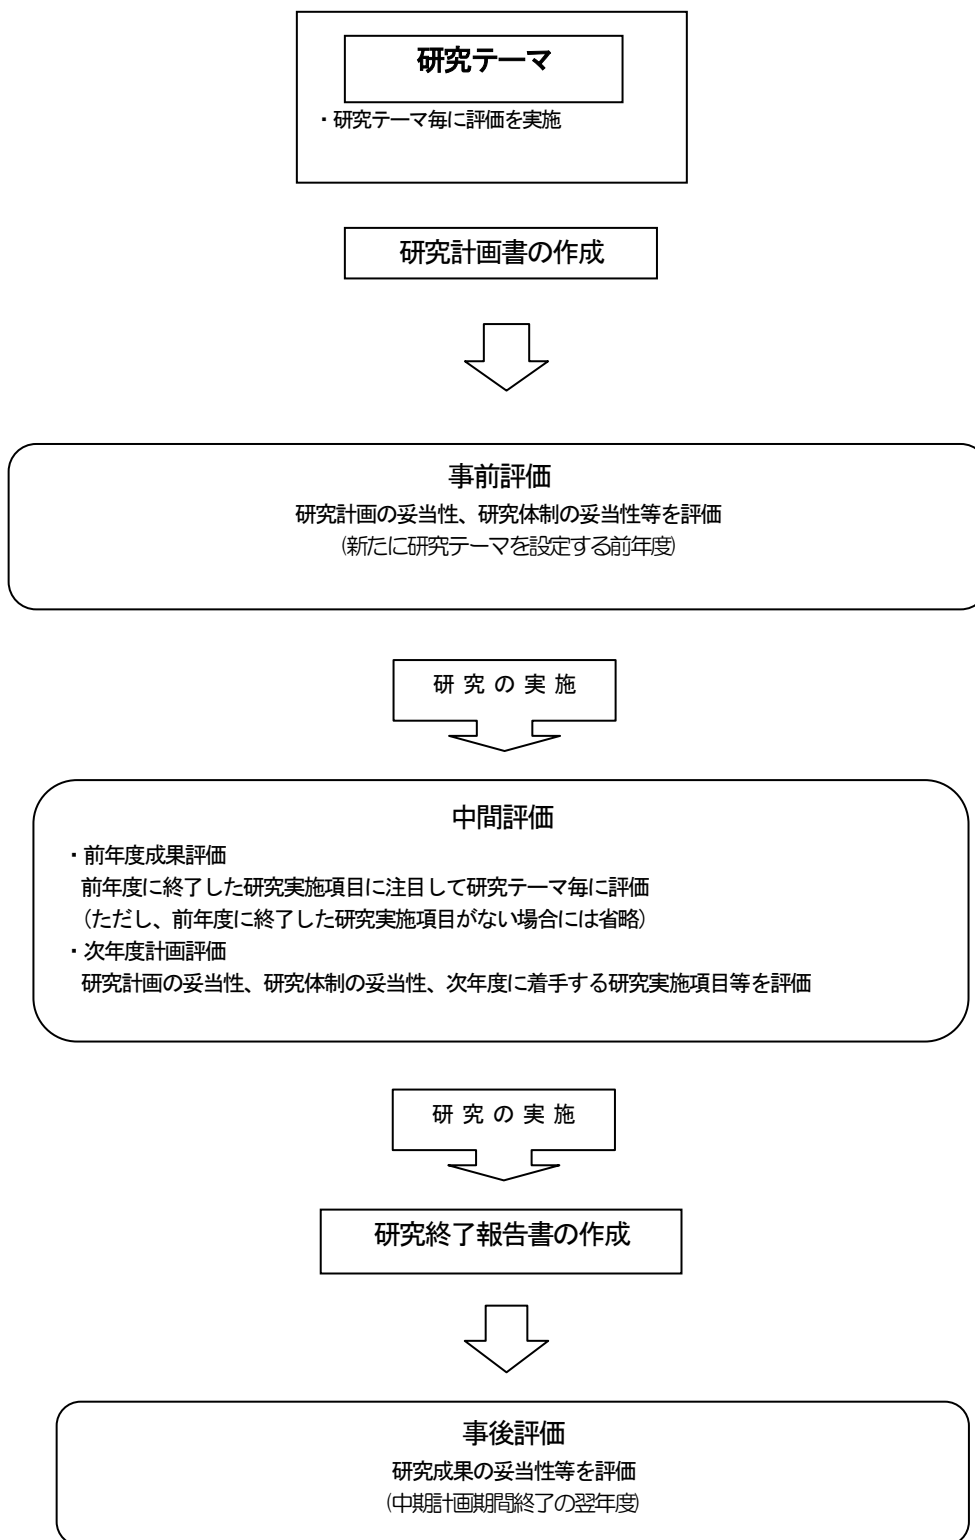 研究テーマ
・研究テーマ毎に評価を実施
研究計画書の作成
事前評価
研究計画の妥当性、研究体制の妥当性等を評価
(新たに研究テーマを設定する前年度)
研究の実施
中間評価
・前年度成果評価
前年度に終了した研究実施項目に注目して研究テーマ毎に評価
(ただし、前年度に終了した研究実施項目がない場合には省略)
・次年度計画評価
研究計画の妥当性、研究体制の妥当性、次年度に着手する研究実施項目等を評価
研究の実施
研究終了報告書の作成
事後評価
研究成果の妥当性等を評価
(中期計画期間終了の翌年度)